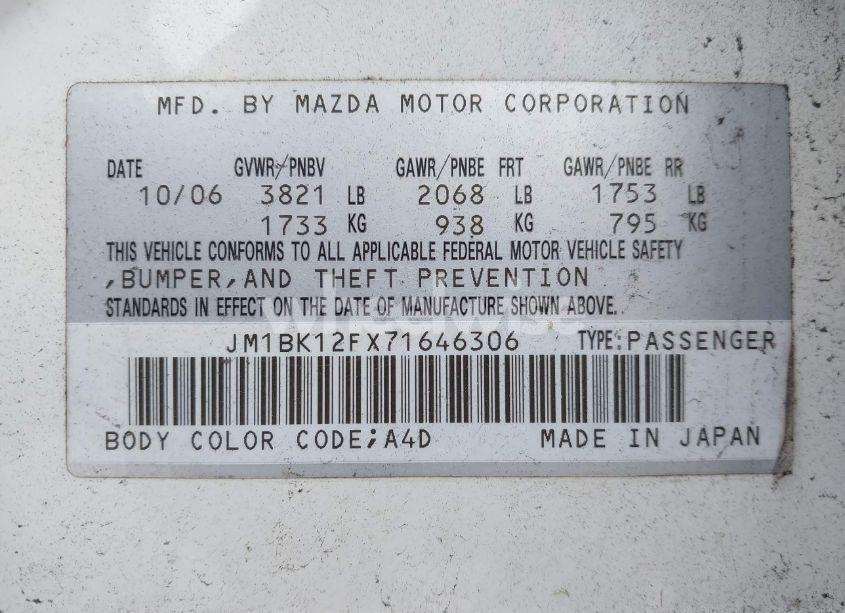 MFD. BY MAZDA MOTOR CORPORATION
DATE GVWR/PNBV GAWR/PNBE FRT GAWR/PNBE RR
10/06 3821 LB 2068 LB 1753 LB
1733 KG 938 KG 795 KG
THIS VEHICLE CONFORMS TO ALL APPLICABLE FEDERAL MOTOR VEHICLE SAFETY
,BUMPER,AND THEFT PREVENTION
STANDARDS IN EFFECT ON THE DATE OF MANUFACTURE SHOWN ABOVE.
JM1BK12FX71646306 TYPE:PASSENGER
BODY COLOR CODE;A4D MADE IN JAPAN